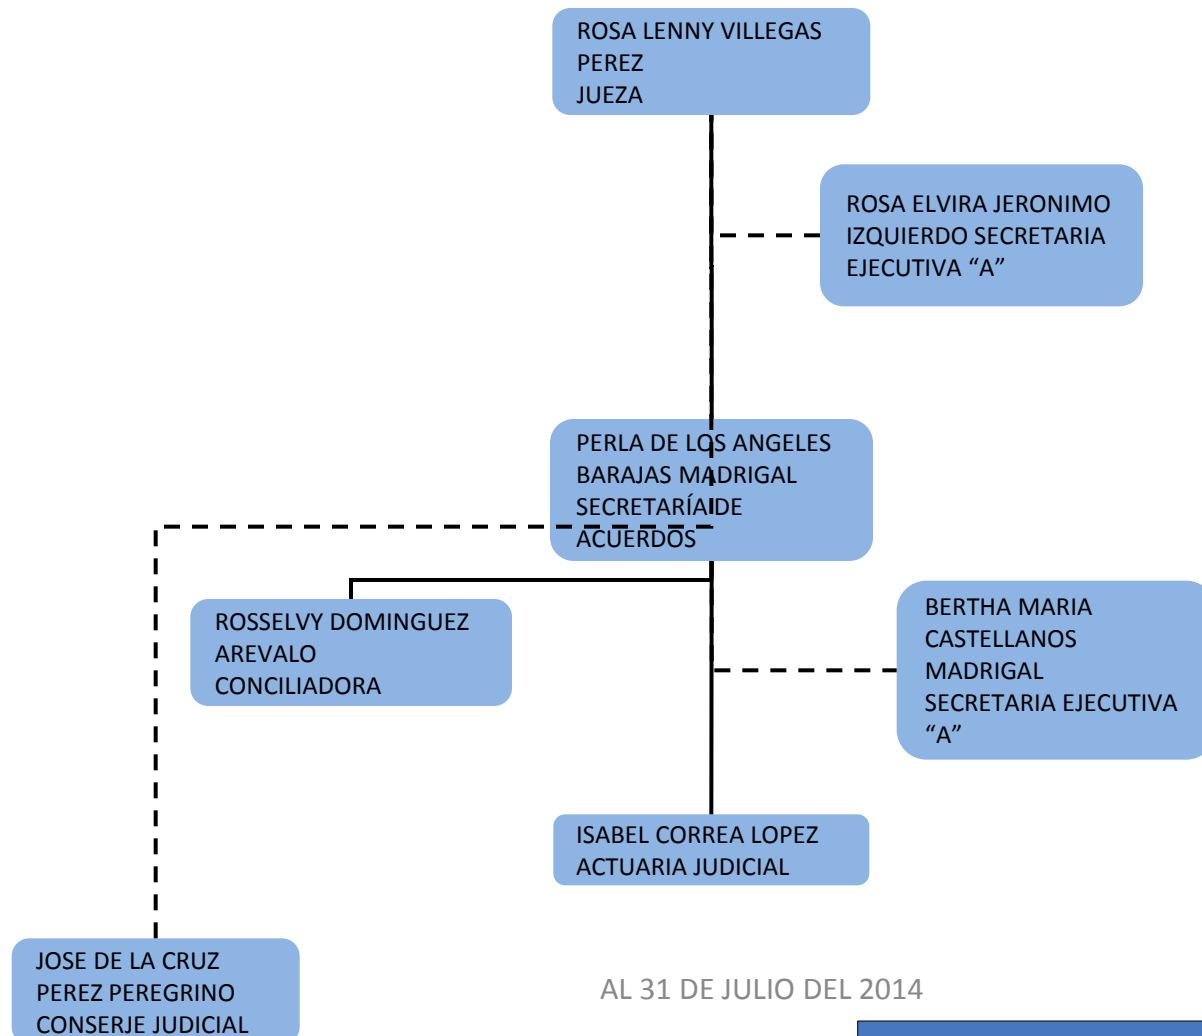 ROSA LENNY VILLEGAS
PEREZ
JUEZA
ROSA ELVIRA JERONIMO
IZQUIERDO SECRETARIA
EJECUTIVA “A”
PERLA DE LOS ANGELES
BARAJAS MADRIGAL
SECRETARÍA DE
ACUERDOS
ROSSELVY DOMINGUEZ
AREVALO
CONCILIADORA
BERTHA MARIA
CASTELLANOS
MADRIGAL
SECRETARIA EJECUTIVA
“A”
ISABEL CORREA LOPEZ
ACTUARIA JUDICIAL
JOSE DE LA CRUZ
PEREZ PEREGRINO
CONSERJE JUDICIAL
AL 31 DE JULIO DEL 2014